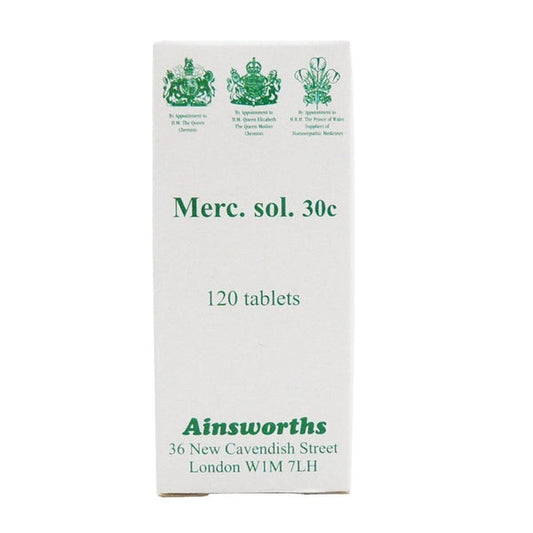 By Appointment to
H.M. The Queen
Chemists
By Appointment to
H.M. Queen Elizabeth
The Queen Mother
Chemists
By Appointment to
H.R.H. The Prince of Wales
Suppliers of
Homoeopathic Medicines
Merc. sol. 30c
120 tablets
Ainsworths
36 New Cavendish Street
London W1M 7LH